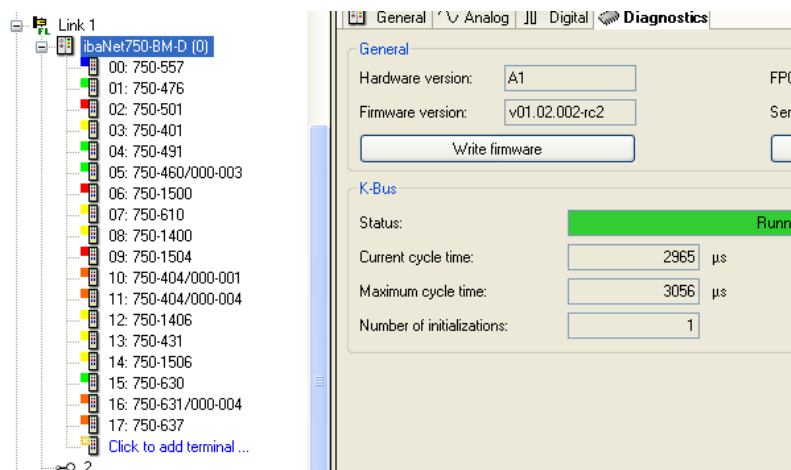 Link 1
ibaNet750-BM-D (0)
00: 750-557
01: 750-476
02: 750-501
03: 750-401
04: 750-491
05: 750-460/000-003
06: 750-1500
07: 750-610
08: 750-1400
09: 750-1504
10: 750-404/000-001
11: 750-404/000-004
12: 750-1406
13: 750-431
14: 750-1506
15: 750-630
16: 750-631/000-004
17: 750-637
Click to add terminal ...
General Analog Digital Diagnostics
General
Hardware version: A1
Firmware version: v01.02.002-rc2
Write firmware
K-Bus
Status:
Current cycle time: 2965 µs
Maximum cycle time: 3056 µs
Number of initializations: 1